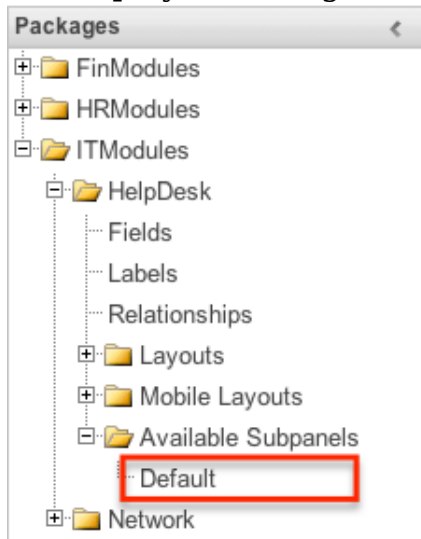 Packages
FinModules
HRModules
ITModules
HelpDesk
Fields
Labels
Relationships
Layouts
Mobile Layouts
Available Subpanels
Default
Network